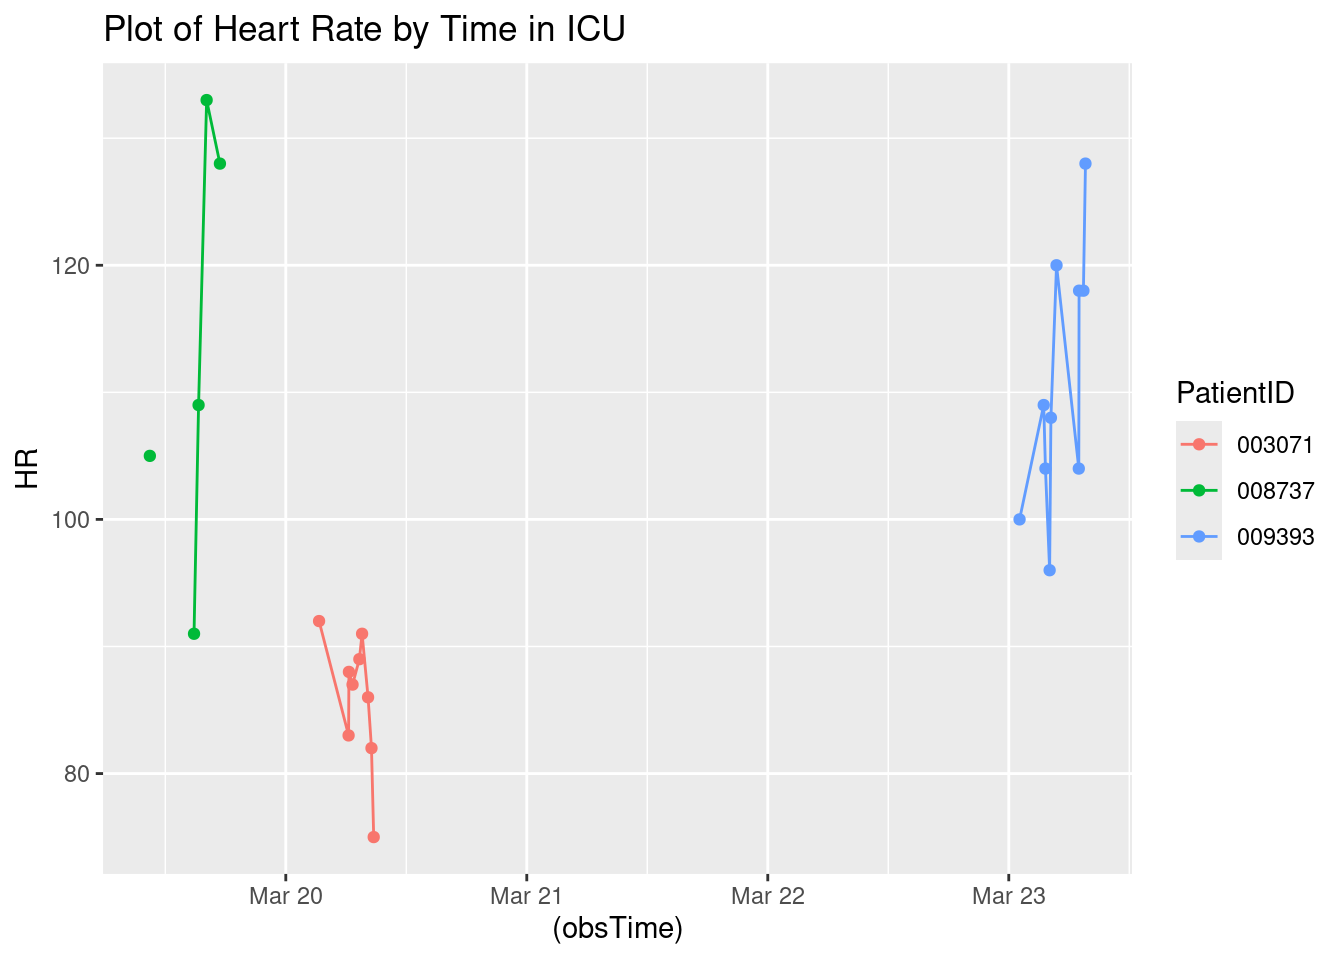 Plot of Heart Rate by Time in ICU
HR
120
100
80
Mar 20 Mar 21 Mar 22 Mar 23
(obsTime)
PatientID
003071
008737
009393